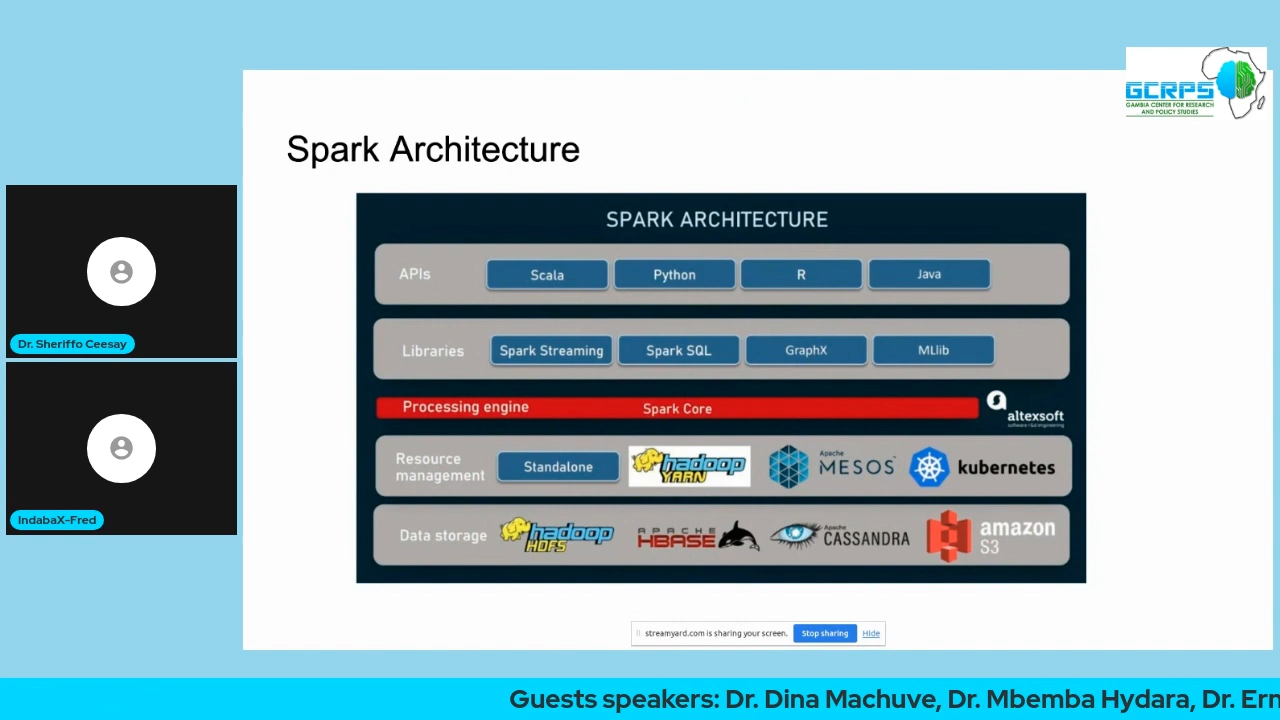 GCRPS
GAMBIA CENTER FOR RESEARCH
AND POLICY STUDIES
Spark Architecture
SPARK ARCHITECTURE
APIs
Scala
Python
R
Java
Libraries
Spark Streaming
Spark SQL
GraphX
MLlib
Processing engine
Spark Core
altexsoft
software r&d engineering
Resource
management
Standalone
hadoop
YARN
Apache
MESOS
kubernetes
Data storage
hadoop
HDFS
APACHE
HBASE
Apache
CASSANDRA
amazon
S3
Dr. Sheriffo Ceesay
IndabaX-Fred
streamyard.com is sharing your screen.
Stop sharing
Hide
Guests speakers: Dr. Dina Machuve, Dr. Mbemba Hydara, Dr.